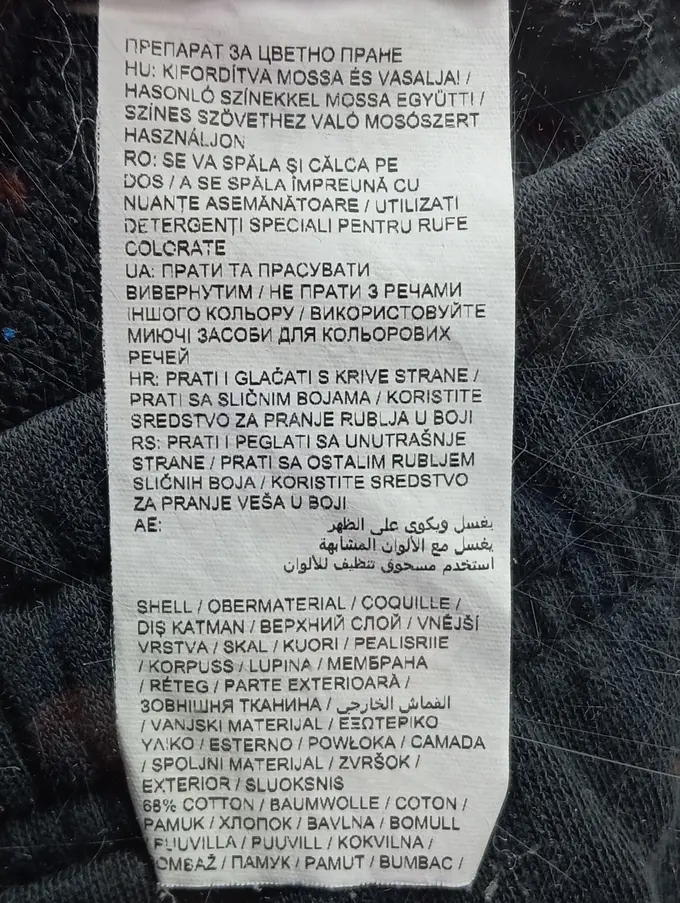 ПРЕПАРАТ ЗА ЦВЕТНО ПРАНЕ
HU: KIFORDÍTVA MOSSA ÉS VASALJA! /
HASONLÓ SZÍNEKKEL MOSSA EGYÜTT! /
SZÍNES SZÖVETHEZ VALÓ MOSÓSZERT
HASZNÁLJON
RO: SE VA SPĂLA ȘI CĂLCA PE
DOS / A SE SPĂLA ÎMPREUNĂ CU
NUANȚE ASEMĂNĂTOARE / UTILIZAȚI
DETERGENȚI SPECIALI PENTRU RUFE
COLORATE
UA: ПРАТИ ТА ПРАСУВАТИ
ВИВЕРНУТИМ / НЕ ПРАТИ З РЕЧАМИ
ІНШОГО КОЛЬОРУ / ВИКОРИСТОВУЙТЕ
МИЮЧІ ЗАСОБИ ДЛЯ КОЛЬОРОВИХ
РЕЧЕЙ
HR: PRATI I GLAČATI S KRIVE STRANE /
PRATI SA SLIČNIM BOJAMA / KORISTITE
SREDSTVO ZA PRANJE RUBLJA U BOJI
RS: PRATI I PEGLATI SA UNUTRAŠNJE
STRANE / PRATI SA OSTALIM RUBLJEM
SLIČNIH BOJA / KORISTITE SREDSTVO
ZA PRANJE VEŠA U BOJI
AE: يغسل ويكوى على الظهر
يغسل مع الألوان المشابهة
استخدم مسحوق تنظيف للألوان
SHELL / OBERMATERIAL / COQUILLE /
DIŞ KATMAN / ВЕРХНИЙ СЛОЙ / VNĚJŠÍ
VRSTVA / SKAL / KUORI / PEALISRIIE
/ KORPUSS / LUPINA / МЕМБРАНА
/ RÉTEG / PARTE EXTERIOARĂ /
ЗОВНІШНЯ ТКАНИНА / القماش الخارجي
/ VANJSKI MATERIJAL / ΕΞΩΤΕΡΙΚΟ
ΥΛΙΚΟ / ESTERNO / POWŁOKA / CAMADA
/ SPOLJNI MATERIJAL / ZVRŠOK /
EXTERIOR / SLUOKSNIS
68% COTTON / BAUMWOLLE / COTON /
PAMUK / ХЛОПОК / BAVLNA / BOMULL
/ PUUVILLA / PUUVILL / KOKVILNA /
BOMBAŽ / ПАМУК / PAMUT / BUMBAC /